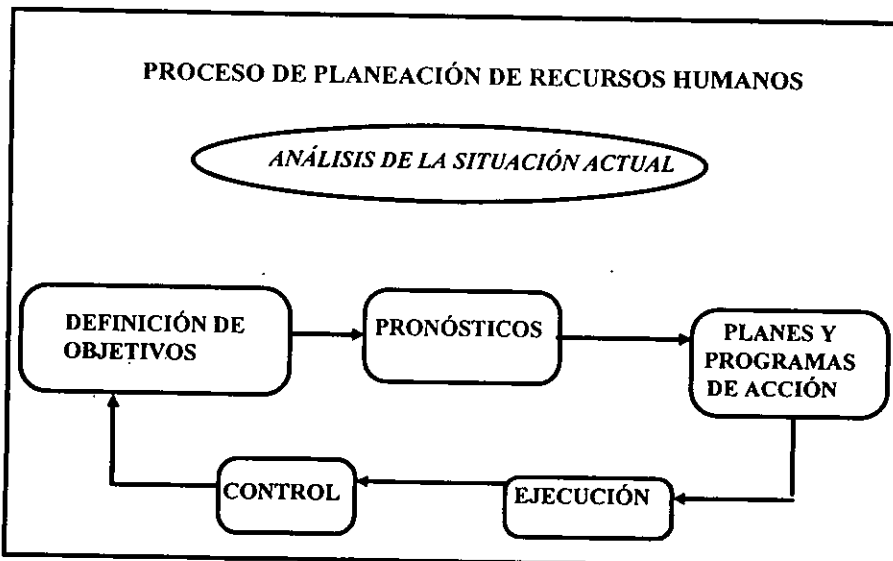 PROCESO DE PLANEACIÓN DE RECURSOS HUMANOS
ANÁLISIS DE LA SITUACIÓN ACTUAL
DEFINICIÓN DE
OBJETIVOS
PRONÓSTICOS
PLANES Y
PROGRAMAS
DE ACCIÓN
CONTROL
EJECUCIÓN